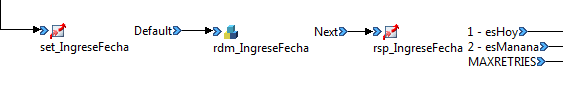 set_IngreseFecha
Default
rdm_IngreseFecha
Next
rsp_IngreseFecha
1 - esHoy
2 - esManana
MAXRETRIES